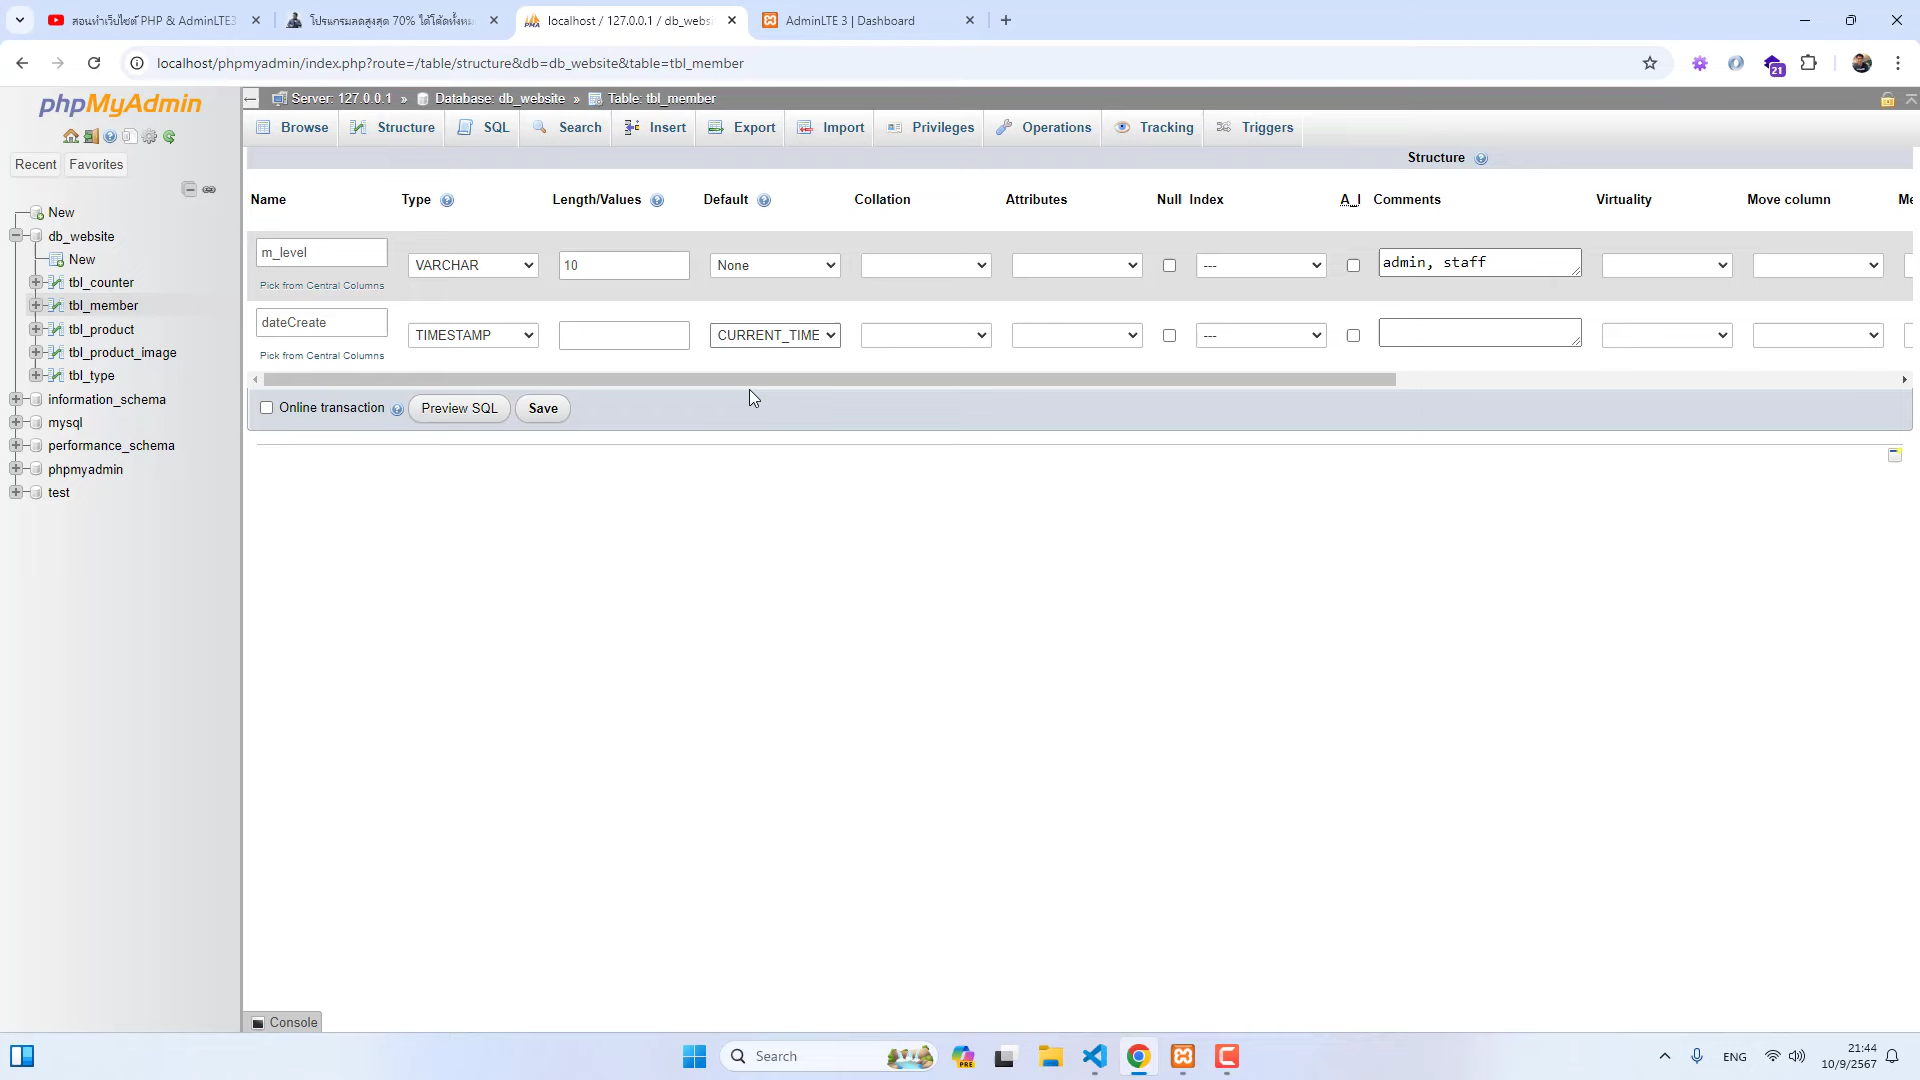 สอนทำเว็บไซต์ PHP & AdminLTE3
โปรแกรมลดสูงสุด 70% ได้โค้ดทั้งหม
localhost / 127.0.0.1 / db_websi
AdminLTE 3 | Dashboard
localhost/phpmyadmin/index.php?route=/table/structure&db=db_website&table=tbl_member
21
phpMyAdmin
Recent
Favorites
New
db_website
New
tbl_counter
tbl_member
tbl_product
tbl_product_image
tbl_type
information_schema
mysql
performance_schema
phpmyadmin
test
Server: 127.0.0.1 » Database: db_website » Table: tbl_member
Browse Structure SQL Search Insert Export Import Privileges Operations Tracking Triggers
Structure
Name Type Length/Values Default Collation Attributes Null Index A_I Comments Virtuality Move column Me
m_level VARCHAR 10 None --- admin, staff
Pick from Central Columns
dateCreate TIMESTAMP CURRENT_TIME ---
Pick from Central Columns
Online transaction Preview SQL Save
Console
Search
PRE
ENG
21:44
10/9/2567